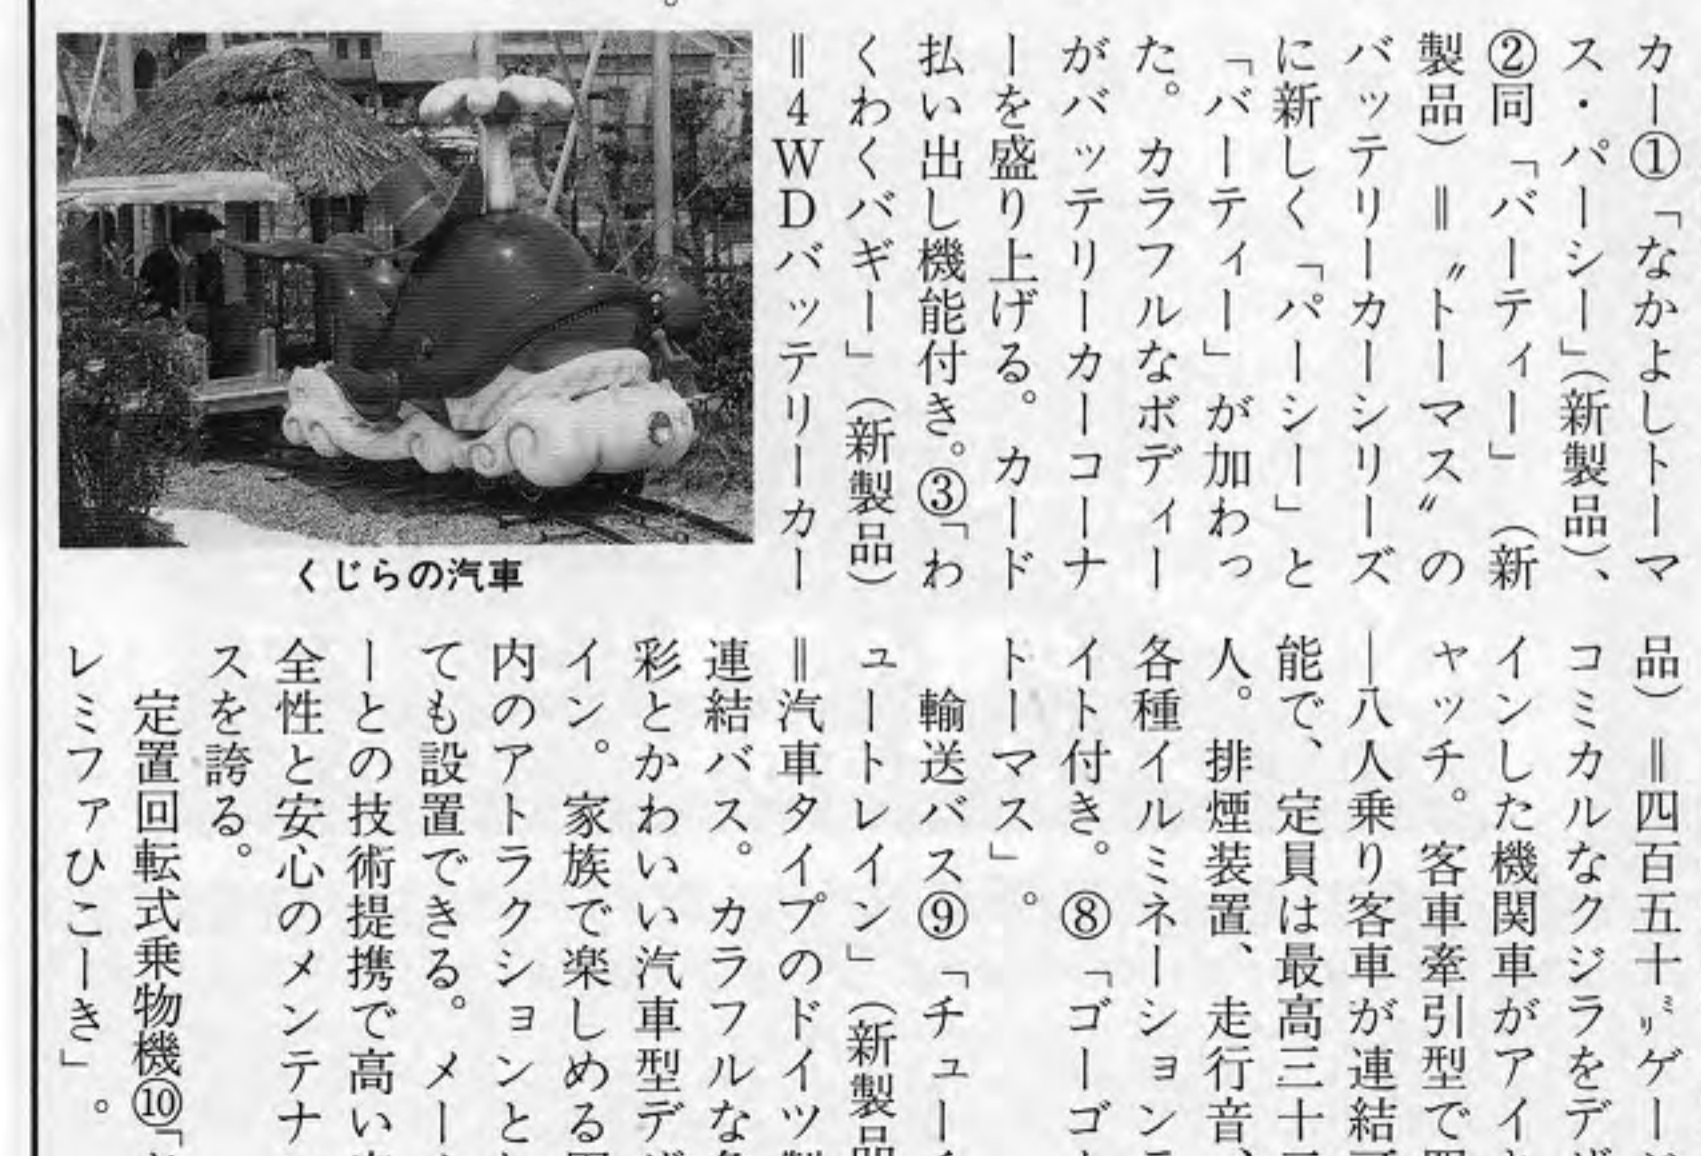 カー①「なかよしトーマ
ス・パーシー」(新製品)、
②同「バーティー」(新
製品)＝〝トーマス〟の
バッテリーカーシリーズ
に新しく「パーシー」と
「バーティー」が加わっ
た。カラフルなボディー
がバッテリーカーコーナ
ーを盛り上げる。カード
払い出し機能付き。③「わ
くわくバギー」(新製品)
＝4WDバッテリーカー
くじらの汽車
品)＝四百五十㍉ゲージ
コミカルなクジラをデザ
インした機関車がアイ
ャッチ。客車牽引型で四
―八人乗り客車が連結可
能で、定員は最高三十
人。排煙装置、走行音、
各種イルミネーション
イト付き。⑧「ゴーゴ
トーマス」。
輸送バス⑨「チュー
ュートレイン」(新製品
＝汽車タイプのドイツ製
連結バス。カラフルな
彩とかわいい汽車型デザ
イン。家族で楽しめる
内のアトラクションと
ても設置できる。メー
ーとの技術提携で高い
全性と安心のメンテナ
スを誇る。
定置回転式乗物機⑩「
レミファひこーき」。